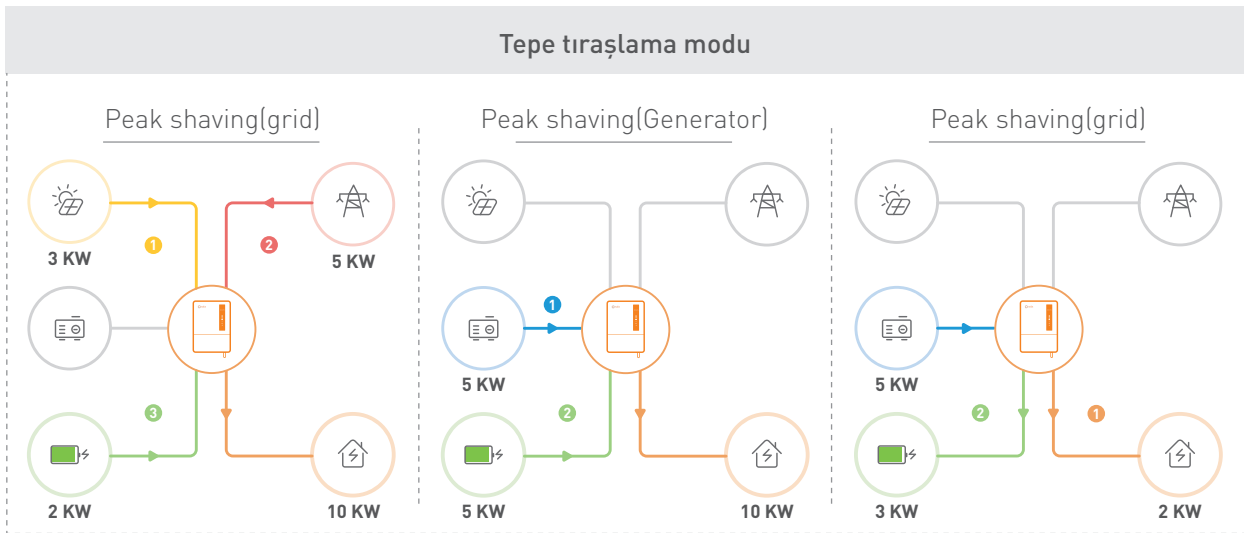 Tepe tıraşlama modu
Peak shaving(grid)
3 KW
1
2
5 KW
3
2 KW
10 KW
Peak shaving(Generator)
1
5 KW
2
5 KW
10 KW
Peak shaving(grid)
5 KW
2
1
3 KW
2 KW